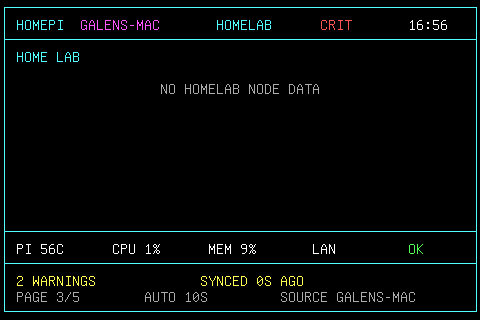 HOMEPI GALENS-MAC HOMELAB CRIT 16:56
HOME LAB
NO HOMELAB NODE DATA
PI 56C CPU 1% MEM 9% LAN OK
2 WARNINGS SYNCED 0S AGO
PAGE 3/5 AUTO 10S SOURCE GALENS-MAC